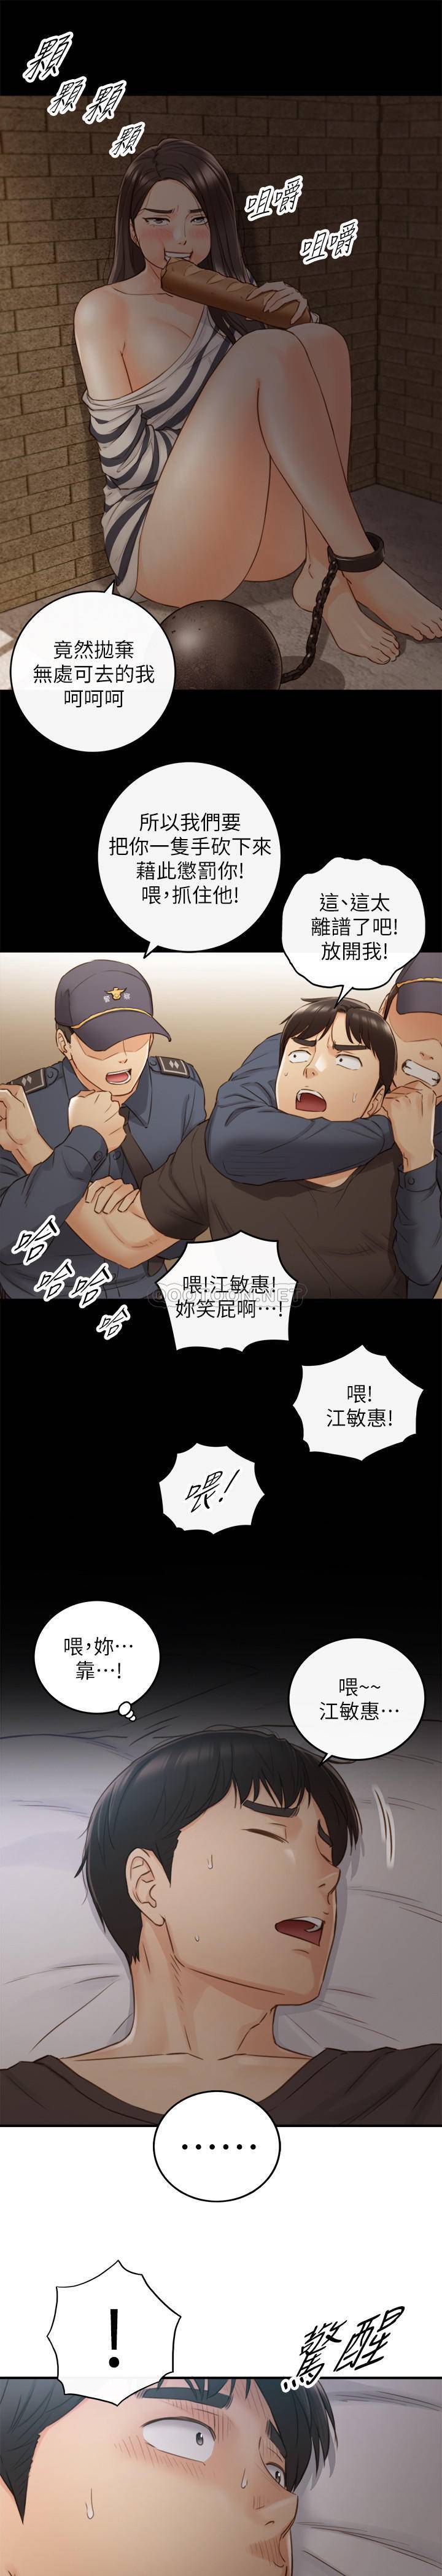 顆
顆
顆
顆
咀嚼
咀嚼
竟然拋棄
無處可去的我
呵呵呵
所以我們要
把你一隻手砍下來
藉此懲罰你!
喂,抓住他!
這、這太
離譜了吧!
放開我!
哈
哈
哈
哈
喂!江敏惠!
妳笑屁啊⋯!
喂!
江敏惠!
喂!
喂,妳⋯
靠⋯!
喂~~
江敏惠⋯
⋯⋯
!
驚醒